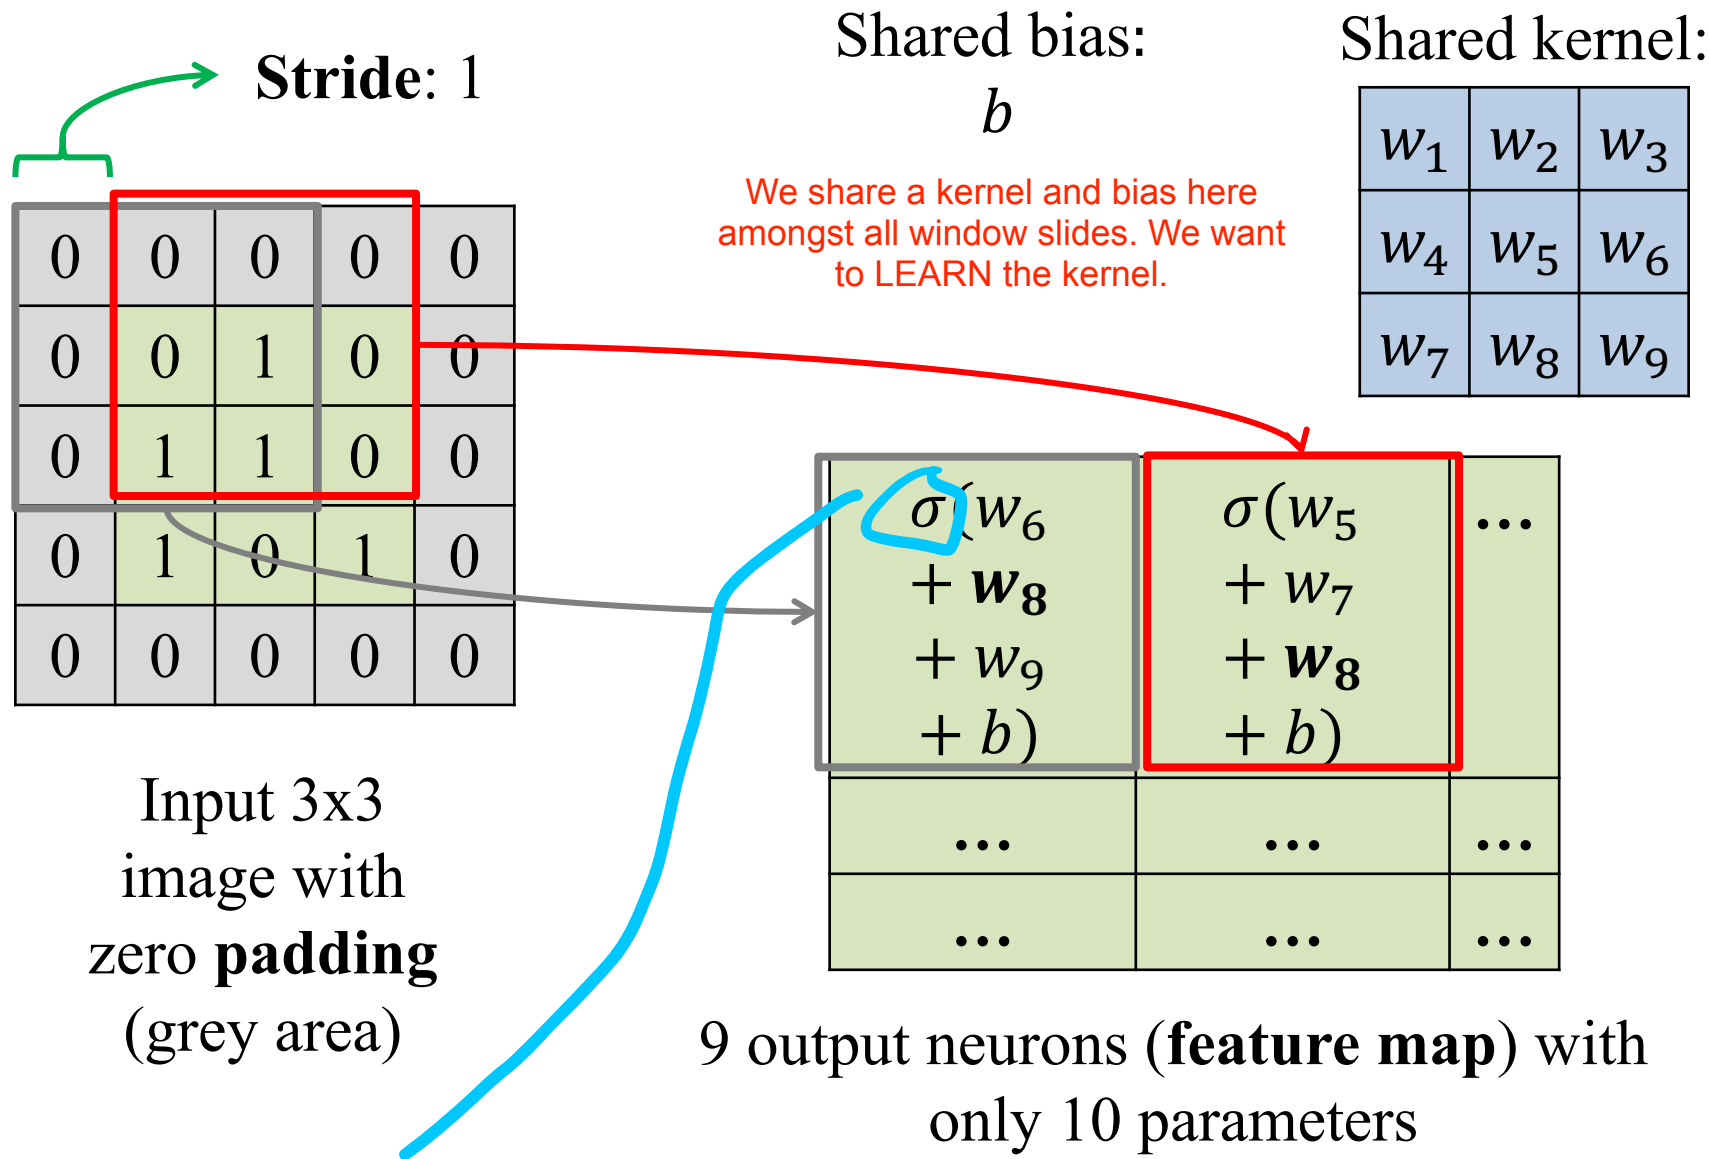 Stride: 1
Shared bias:
b
Shared kernel:
We share a kernel and bias here
amongst all window slides. We want
to LEARN the kernel.
w₁ w₂ w₃
w₄ w₅ w₆
w₇ w₈ w₉
0 0 0 0 0
0 0 1 0 0
0 1 1 0 0
0 1 0 1 0
0 0 0 0 0
σ(w₆
+ w₈
+ w₉
+ b)
σ(w₅
+ w₇
+ w₈
+ b)
...
... ... ...
... ... ...
Input 3x3
image with
zero padding
(grey area)
9 output neurons (feature map) with
only 10 parameters